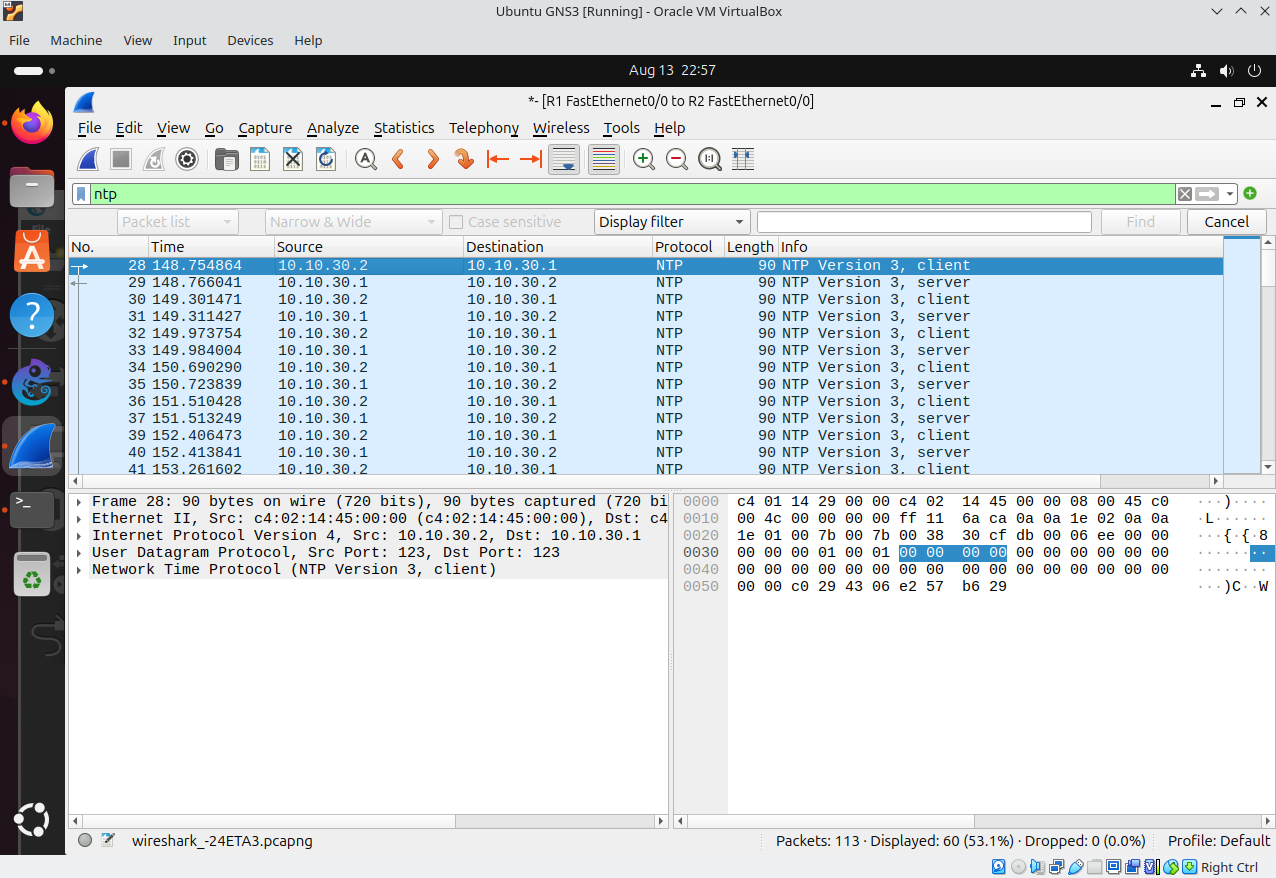 Ubuntu GNS3 [Running] - Oracle VM VirtualBox
File Machine View Input Devices Help
Aug 13 22:57
*- [R1 FastEthernet0/0 to R2 FastEthernet0/0]
File Edit View Go Capture Analyze Statistics Telephony Wireless Tools Help
ntp
Packet list Narrow & Wide Case sensitive Display filter Find Cancel
No. Time Source Destination Protocol Length Info
28 148.754864 10.10.30.2 10.10.30.1 NTP 90 NTP Version 3, client
29 148.766041 10.10.30.1 10.10.30.2 NTP 90 NTP Version 3, server
30 149.301471 10.10.30.2 10.10.30.1 NTP 90 NTP Version 3, client
31 149.311427 10.10.30.1 10.10.30.2 NTP 90 NTP Version 3, server
32 149.973754 10.10.30.2 10.10.30.1 NTP 90 NTP Version 3, client
33 149.984004 10.10.30.1 10.10.30.2 NTP 90 NTP Version 3, server
34 150.690290 10.10.30.2 10.10.30.1 NTP 90 NTP Version 3, client
35 150.723839 10.10.30.1 10.10.30.2 NTP 90 NTP Version 3, server
36 151.510428 10.10.30.2 10.10.30.1 NTP 90 NTP Version 3, client
37 151.513249 10.10.30.1 10.10.30.2 NTP 90 NTP Version 3, server
39 152.406473 10.10.30.2 10.10.30.1 NTP 90 NTP Version 3, client
40 152.413841 10.10.30.1 10.10.30.2 NTP 90 NTP Version 3, server
41 153.261602 10.10.30.2 10.10.30.1 NTP 90 NTP Version 3, client
Frame 28: 90 bytes on wire (720 bits), 90 bytes captured (720 bi
Ethernet II, Src: c4:02:14:45:00:00 (c4:02:14:45:00:00), Dst: c4
Internet Protocol Version 4, Src: 10.10.30.2, Dst: 10.10.30.1
User Datagram Protocol, Src Port: 123, Dst Port: 123
Network Time Protocol (NTP Version 3, client)
0000 c4 01 14 29 00 00 c4 02 14 45 00 00 08 00 45 c0 ···)····
0010 00 4c 00 00 00 00 ff 11 6a ca 0a 0a 1e 02 0a 0a ·L······
0020 1e 01 00 7b 00 7b 00 38 30 cf db 00 06 ee 00 00 ···{·{·8
0030 00 00 00 01 00 01 00 00 00 00 00 00 00 00 00 00 ········
0040 00 00 00 00 00 00 00 00 00 00 00 00 00 00 00 00 ········
0050 00 00 c0 29 43 06 e2 57 b6 29 ···)C··W
wireshark_-24ETA3.pcapng
Packets: 113 · Displayed: 60 (53.1%) · Dropped: 0 (0.0%)
Profile: Default
Right Ctrl